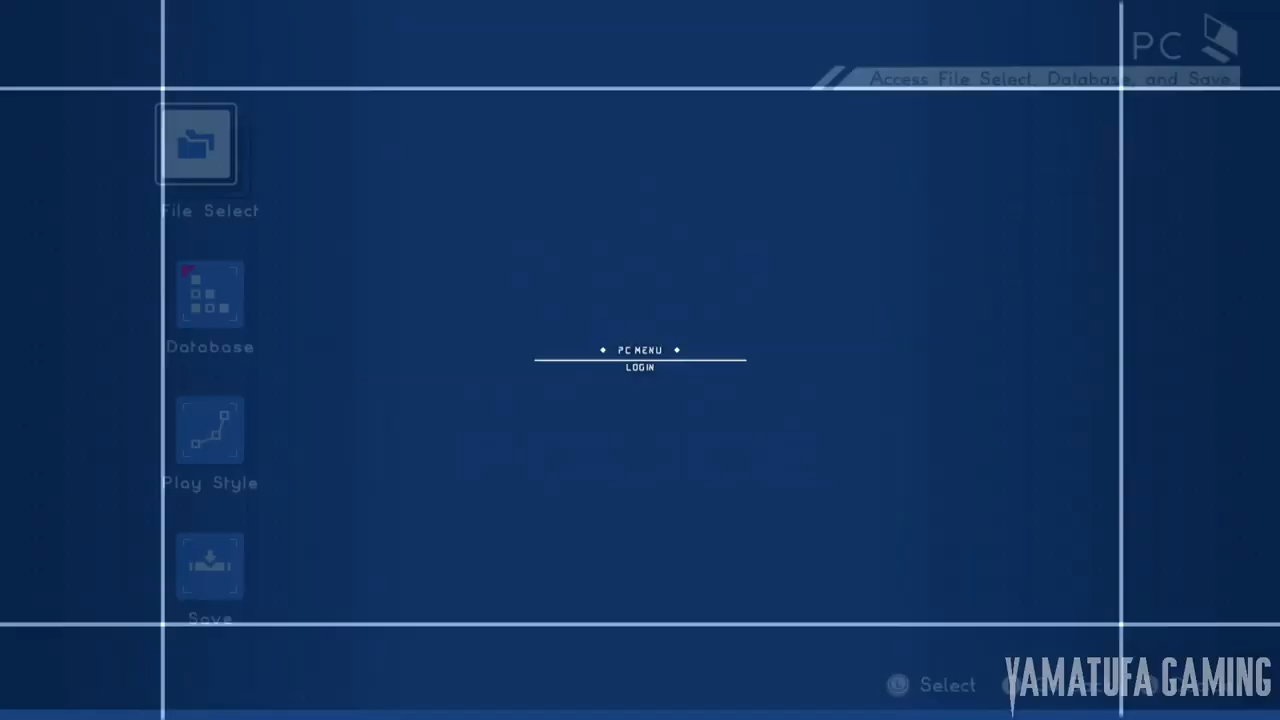 PC
Access File Select, Database, and Save.
File Select
Database
PC MENU
LOGIN
Play Style
Save
Select
YAMATUFA GAMING